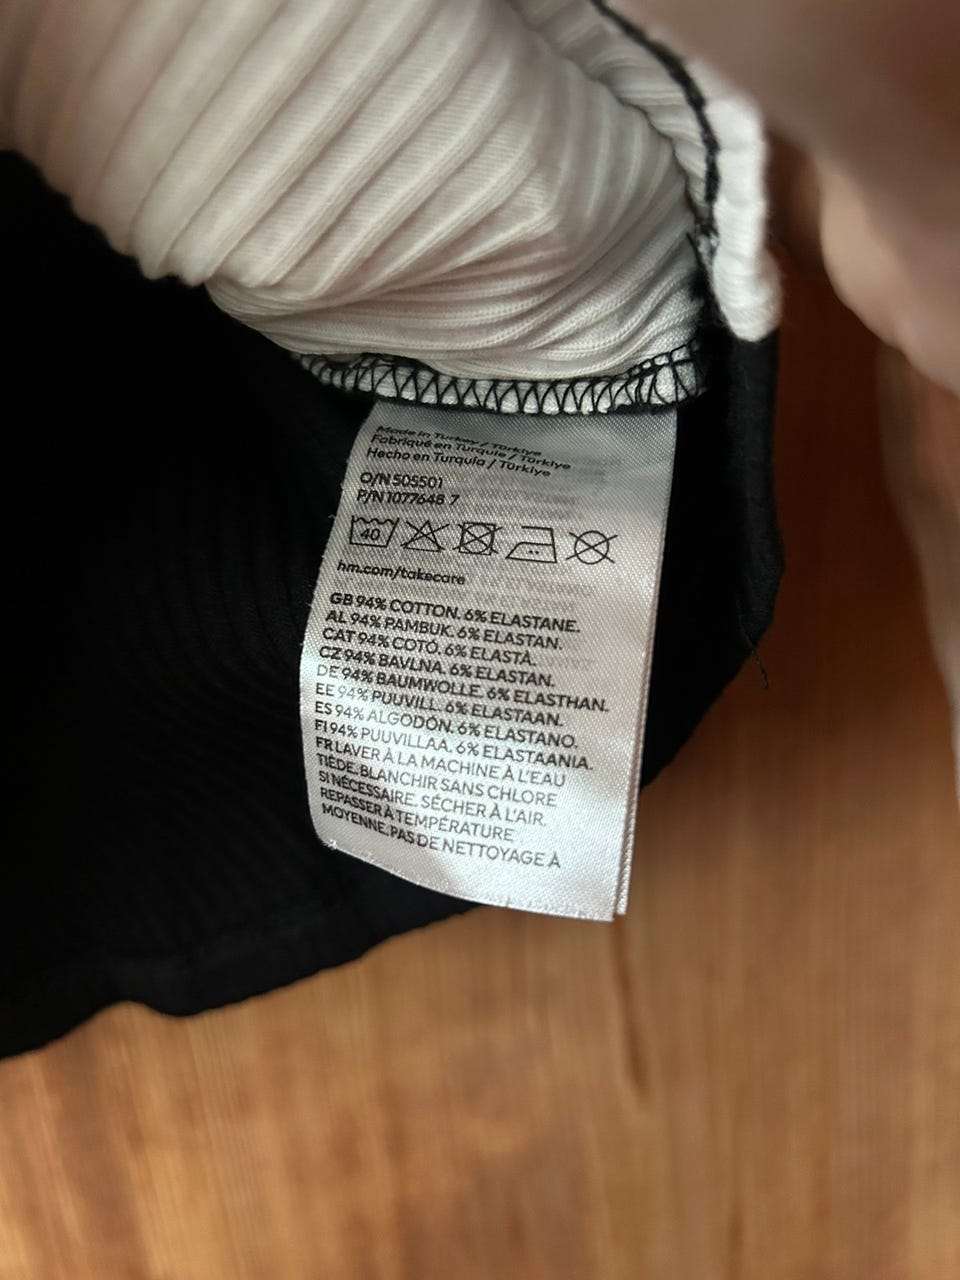 Made in Turkey / Türkiye
Fabriqué en Turquie / Türkiye
Hecho en Turquía / Türkiye
O/N 505501
P/N 1077648 7
40
hm.com/takecare
GB 94% COTTON. 6% ELASTANE.
AL 94% PAMBUK. 6% ELASTAN.
CAT 94% COTÓ. 6% ELASTÀ.
CZ 94% BAVLNA. 6% ELASTAN.
DE 94% BAUMWOLLE. 6% ELASTHAN.
EE 94% PUUVILL. 6% ELASTAAN.
ES 94% ALGODÓN. 6% ELASTANO.
FI 94% PUUVILLAA. 6% ELASTAANIA.
FR LAVER À LA MACHINE À L'EAU
TIÈDE. BLANCHIR SANS CHLORE
SI NÉCESSAIRE. SÉCHER À L'AIR.
REPASSER À TEMPÉRATURE
MOYENNE. PAS DE NETTOYAGE À